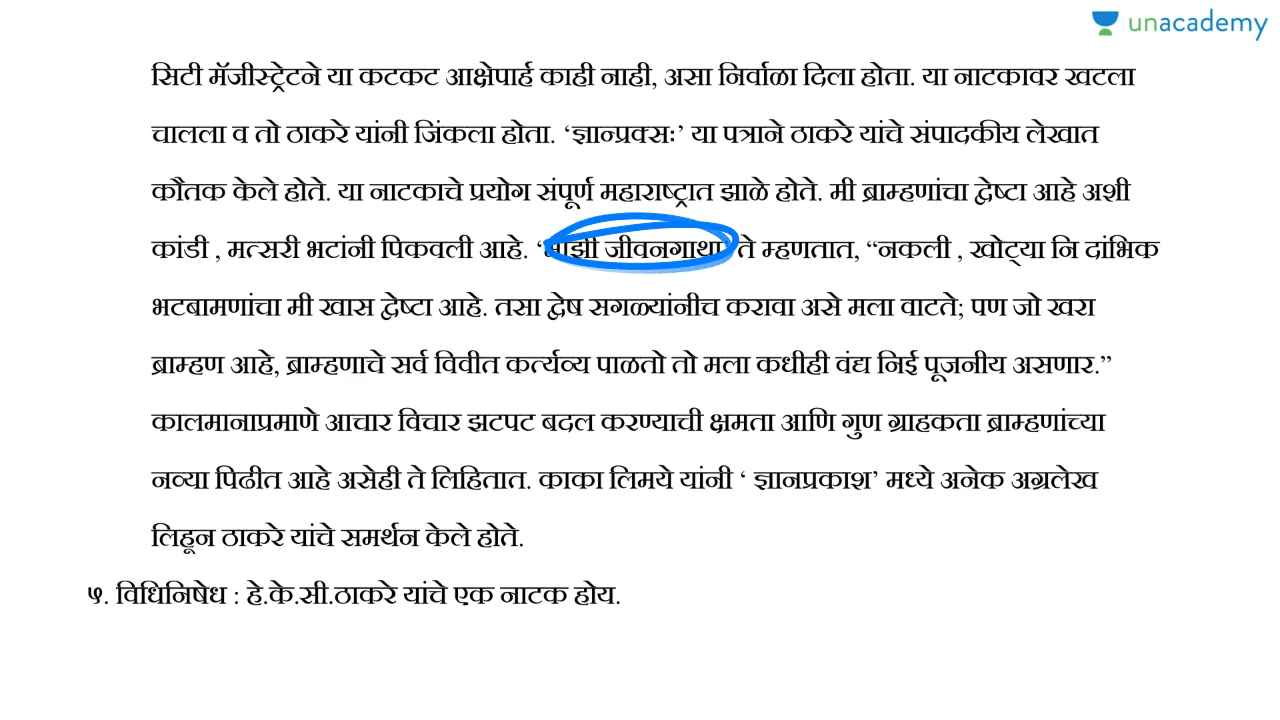 unacademy
सिटी मॅजीस्ट्रेटने या कटकट आक्षेपार्ह काही नाही, असा निर्वाळा दिला होता. या नाटकावर खटला
चालला व तो ठाकरे यांनी जिंकला होता. ‘ज्ञान्प्रक्सः’ या पत्राने ठाकरे यांचे संपादकीय लेखात
कौतक केले होते. या नाटकाचे प्रयोग संपूर्ण महाराष्ट्रात झाळे होते. मी ब्राम्हणांचा द्वेष्टा आहे अशी
कांडी , मत्सरी भटांनी पिकवली आहे. ‘माझी जीवनगाथा’ ते म्हणतात, “नकली , खोट्या नि दांभिक
भटबामणांचा मी खास द्वेष्टा आहे. तसा द्वेष सगळ्यांनीच करावा असे मला वाटते; पण जो खरा
ब्राम्हण आहे, ब्राम्हणाचे सर्व विवीत कर्त्यव्य पाळतो तो मला कधीही वंद्य निई पूजनीय असणार.”
कालमानाप्रमाणे आचार विचार झटपट बदल करण्याची क्षमता आणि गुण ग्राहकता ब्राम्हणांच्या
नव्या पिढीत आहे असेही ते लिहितात. काका लिमये यांनी ‘ ज्ञानप्रकाश’ मध्ये अनेक अग्रलेख
लिहून ठाकरे यांचे समर्थन केले होते.
५. विधिनिषेध : हे.के.सी.ठाकरे यांचे एक नाटक होय.